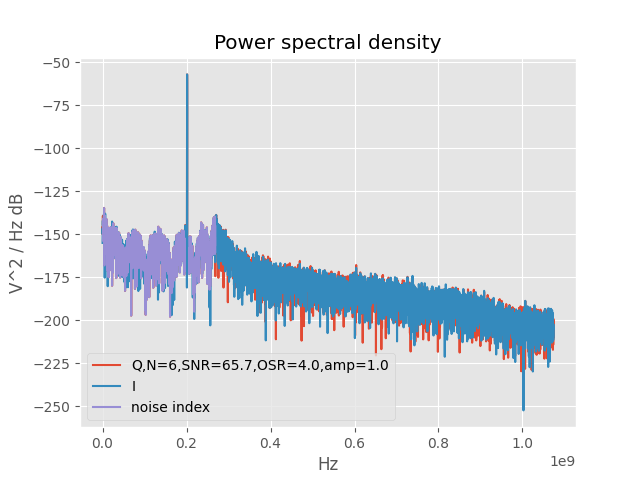 Power spectral density
V^2 / Hz dB
−50
−75
−100
−125
−150
−175
−200
−225
−250
Q,N=6,SNR=65.7,OSR=4.0,amp=1.0
I
noise index
0.0 0.2 0.4 0.6 0.8 1.0
1e9
Hz